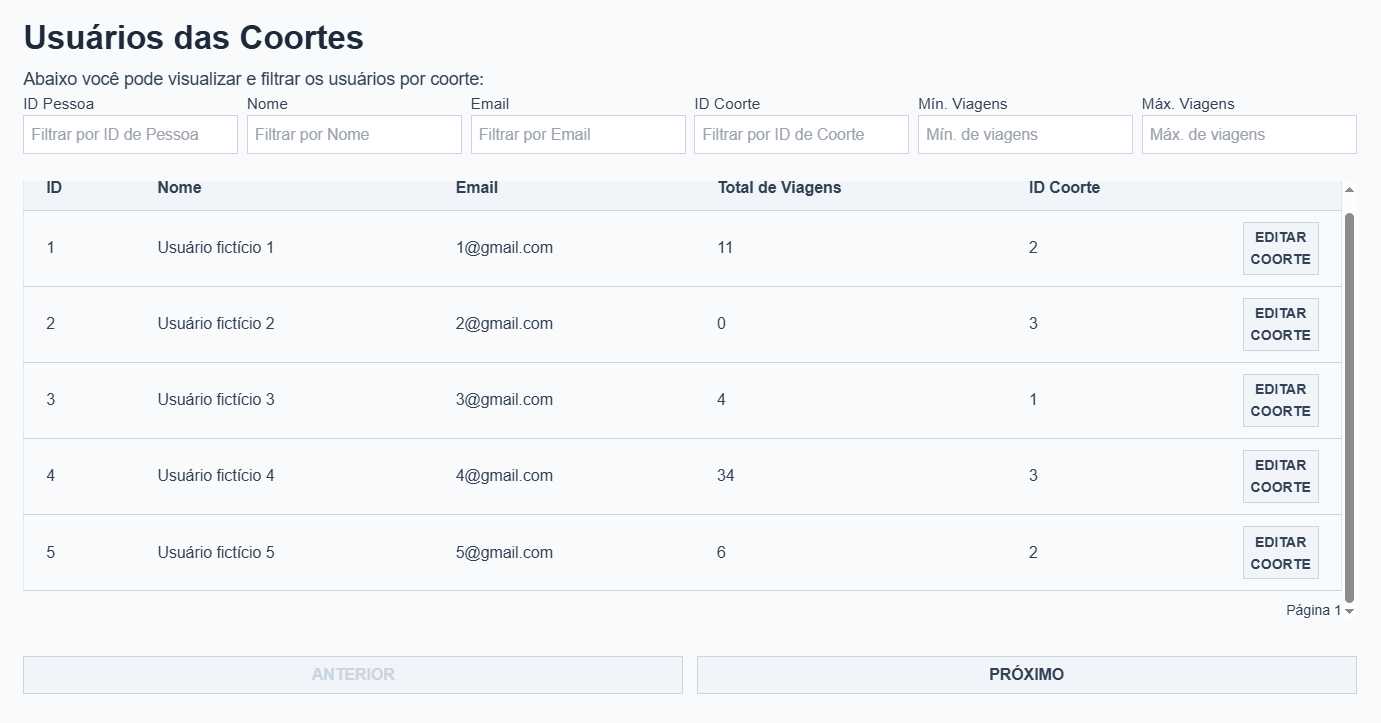 Usuários das Coortes
Abaixo você pode visualizar e filtrar os usuários por coorte:
ID Pessoa Nome Email ID Coorte Mín. Viagens Máx. Viagens
Filtrar por ID de Pessoa Filtrar por Nome Filtrar por Email Filtrar por ID de Coorte Mín. de viagens Máx. de viagens
ID Nome Email Total de Viagens ID Coorte
1 Usuário fictício 1 1@gmail.com 11 2 EDITAR COORTE
2 Usuário fictício 2 2@gmail.com 0 3 EDITAR COORTE
3 Usuário fictício 3 3@gmail.com 4 1 EDITAR COORTE
4 Usuário fictício 4 4@gmail.com 34 3 EDITAR COORTE
5 Usuário fictício 5 5@gmail.com 6 2 EDITAR COORTE
Página 1
ANTERIOR PRÓXIMO